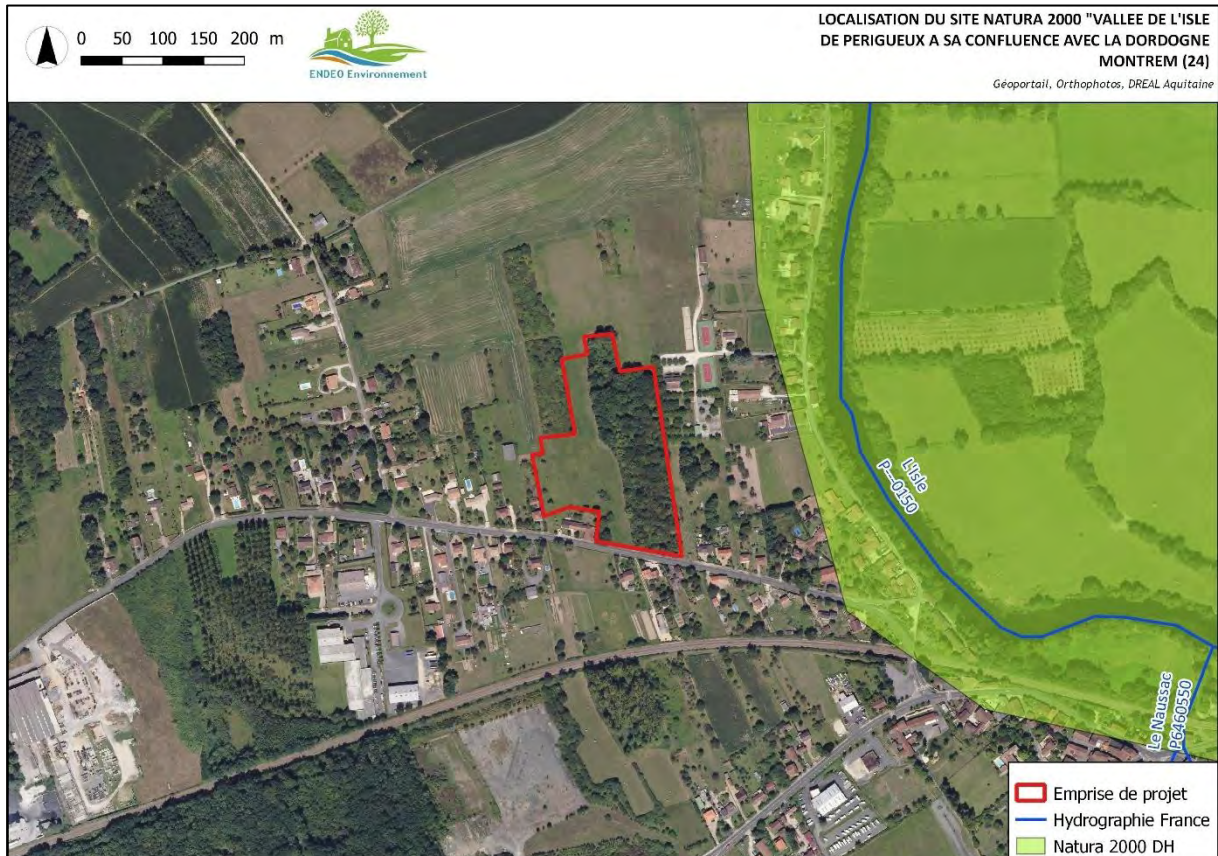 0 50 100 150 200 m
ENDEO Environnement
LOCALISATION DU SITE NATURA 2000 "VALLEE DE L'ISLE
DE PERIGUEUX A SA CONFLUENCE AVEC LA DORDOGNE
MONTREM (24)
Géoportail, Orthophotos, DREAL Aquitaine
L'Isle
P---0150
Le Naussac
P6460550
Emprise de projet
Hydrographie France
Natura 2000 DH